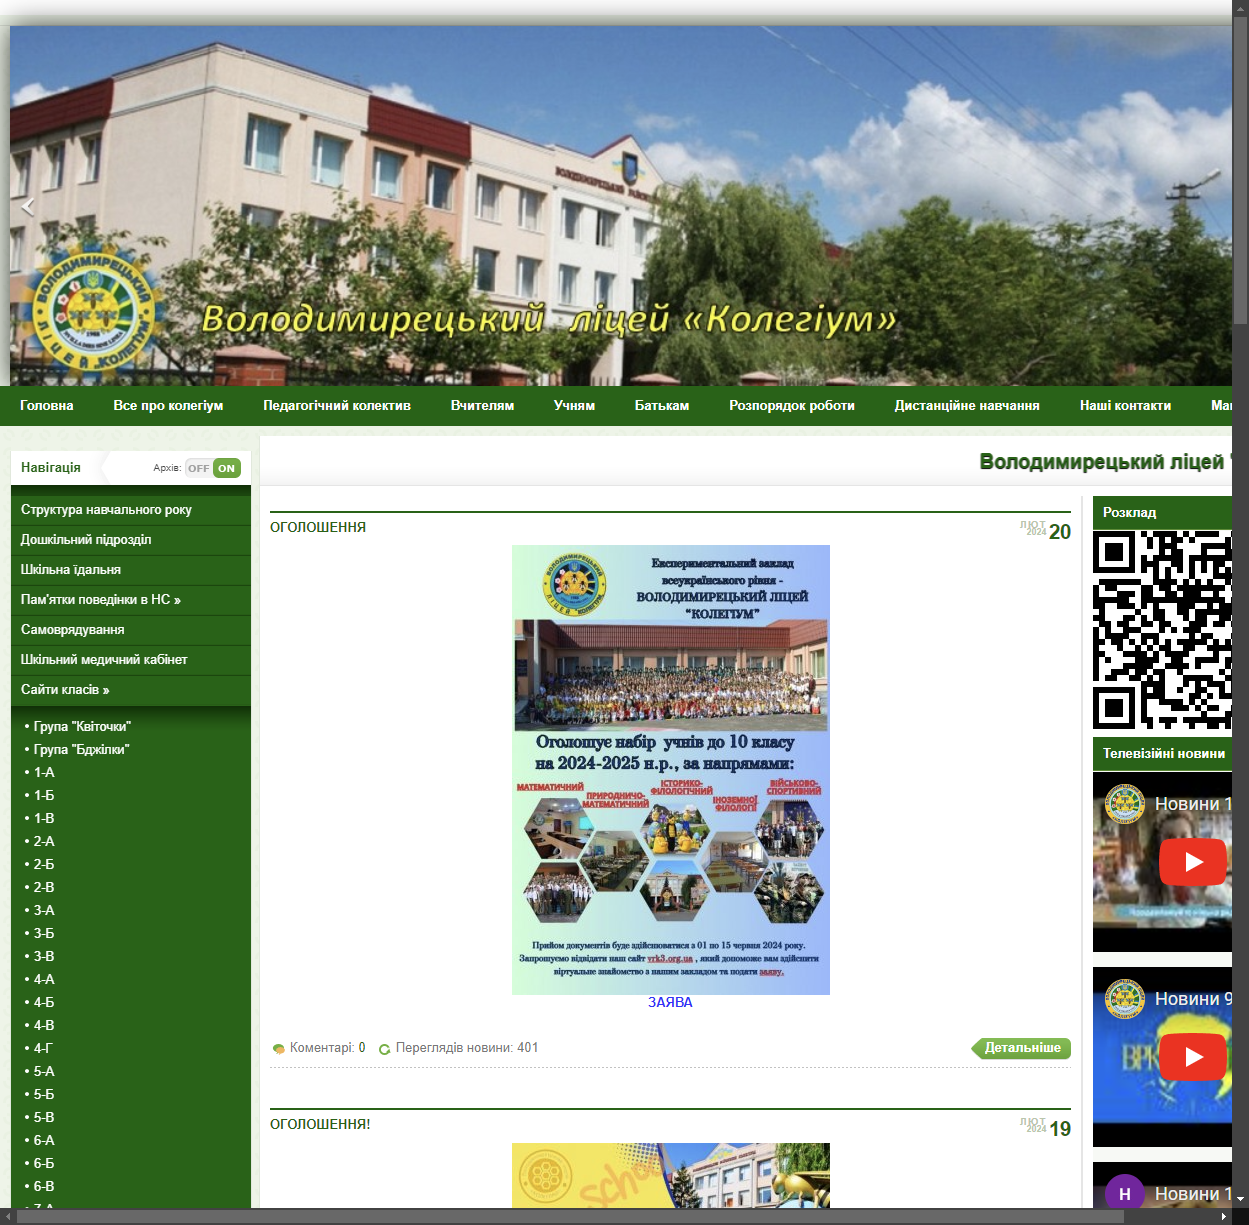 Володимирецький ліцей «Колегіум»
Головна
Все про колегіум
Педагогічний колектив
Вчителям
Учням
Батькам
Розпорядок роботи
Дистанційне навчання
Наші контакти
Навігація
Архів: OFF ON
Структура навчального року
Дошкільний підрозділ
Шкільна їдальня
Пам'ятки поведінки в НС »
Самоврядування
Шкільний медичний кабінет
Сайти класів »
• Група "Квіточки"
• Група "Бджілки"
• 1-А
• 1-Б
• 1-В
• 2-А
• 2-Б
• 2-В
• 3-А
• 3-Б
• 3-В
• 4-А
• 4-Б
• 4-В
• 4-Г
• 5-А
• 5-Б
• 5-В
• 6-А
• 6-Б
• 6-В
• 7-А
Володимирецький ліцей
ОГОЛОШЕННЯ
ЛЮТ
2024 20
Експериментальний заклад
всеукраїнського рівня -
ВОЛОДИМИРЕЦЬКИЙ ЛІЦЕЙ
"КОЛЕГІУМ"
Оголошує набір учнів до 10 класу
на 2024-2025 н.р., за напрямами:
МАТЕМАТИЧНИЙ
ПРИРОДНИЧО-
МАТЕМАТИЧНИЙ
ІСТОРИКО-
ФІЛОЛОГІЧНИЙ
ІНОЗЕМНОЇ
ФІЛОЛОГІЇ
ВІЙСЬКОВО-
СПОРТИВНИЙ
Прийом документів буде здійснюватися з 01 по 15 червня 2024 року.
Запрошуємо відвідати наш сайт vrk3.org.ua , який допоможе вам здійснити
віртуальне знайомство з нашим закладом та подати заяву.
ЗАЯВА
Коментарі: 0
Переглядів новини: 401
Детальніше
ОГОЛОШЕННЯ!
ЛЮТ
2024 19
School
Розклад
Телевізійні новини
Новини 1
Новини 9
ВРК
Н
Новини 1